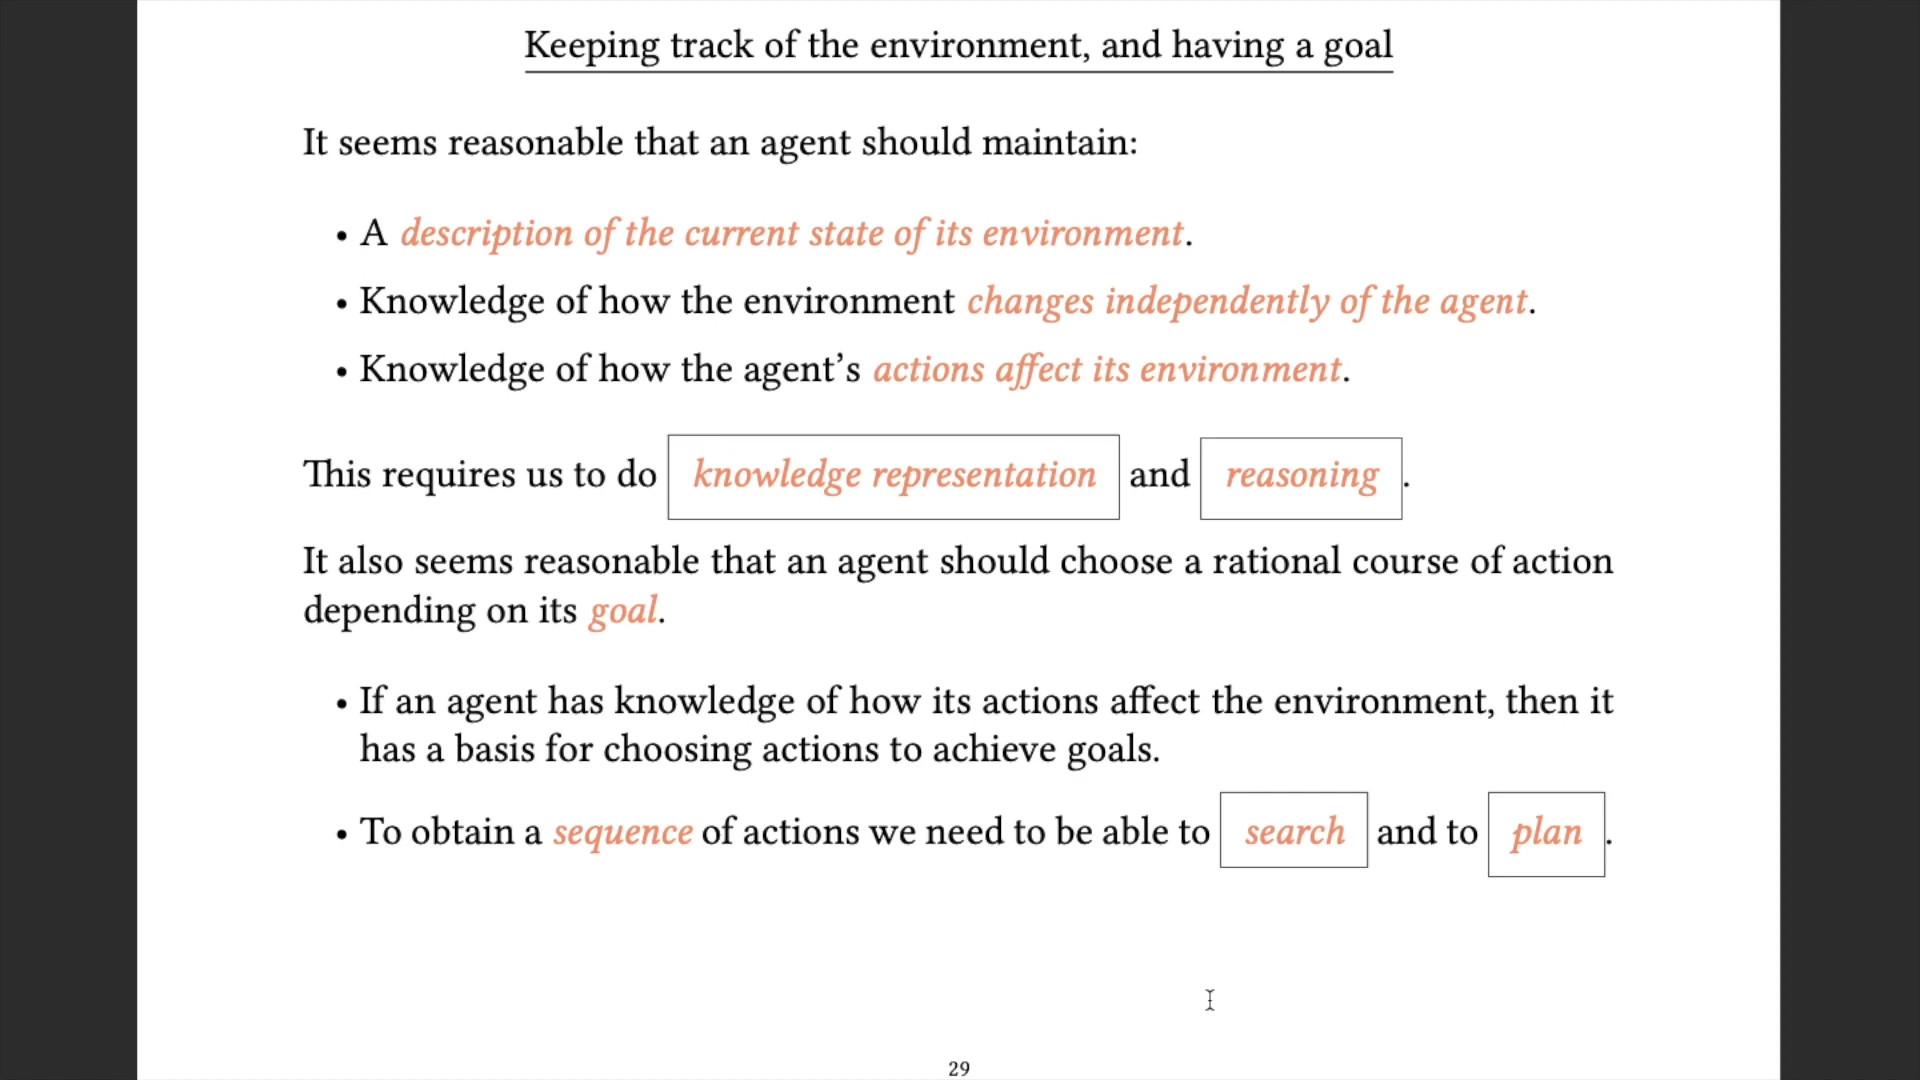 Keeping track of the environment, and having a goal
It seems reasonable that an agent should maintain:
• A description of the current state of its environment.
• Knowledge of how the environment changes independently of the agent.
• Knowledge of how the agent’s actions affect its environment.
This requires us to do knowledge representation and reasoning.
It also seems reasonable that an agent should choose a rational course of action
depending on its goal.
• If an agent has knowledge of how its actions affect the environment, then it
has a basis for choosing actions to achieve goals.
• To obtain a sequence of actions we need to be able to search and to plan.
29